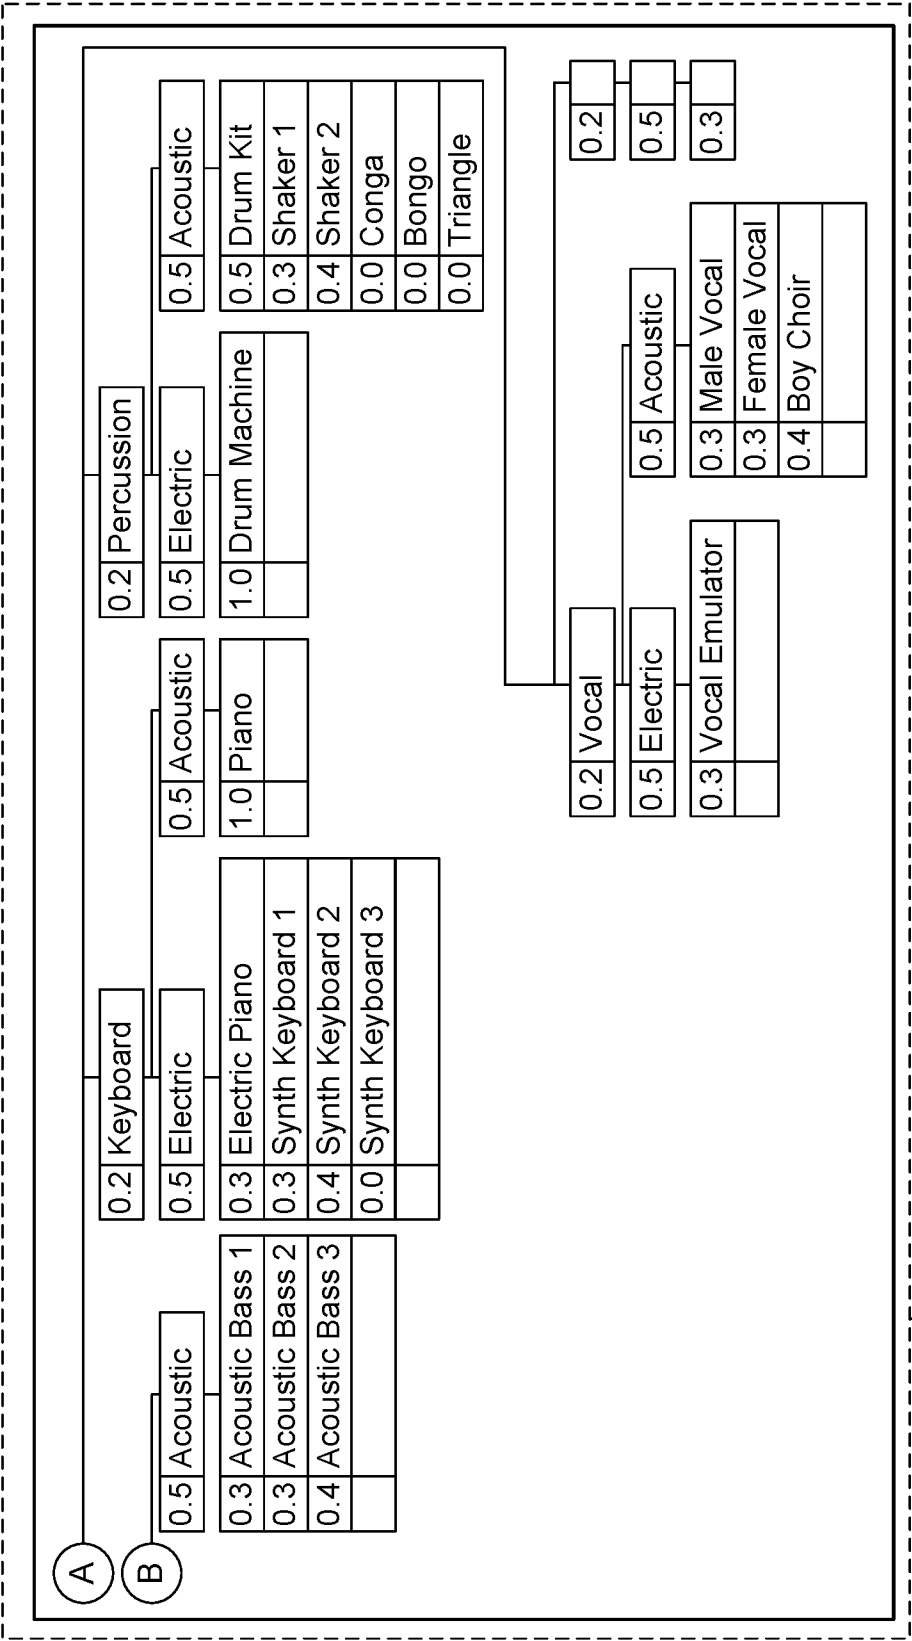 A
B
0.5 Acoustic
0.3 Acoustic Bass 1
0.3 Acoustic Bass 2
0.4 Acoustic Bass 3
0.2 Keyboard
0.5 Electric
0.3 Electric Piano
0.3 Synth Keyboard 1
0.4 Synth Keyboard 2
0.0 Synth Keyboard 3
0.5 Acoustic
1.0 Piano
0.2 Percussion
0.5 Electric
1.0 Drum Machine
0.5 Acoustic
0.5 Drum Kit
0.3 Shaker 1
0.4 Shaker 2
0.0 Conga
0.0 Bongo
0.0 Triangle
0.2 Vocal
0.5 Electric
0.3 Vocal Emulator
0.5 Acoustic
0.3 Male Vocal
0.3 Female Vocal
0.4 Boy Choir
0.2
0.5
0.3